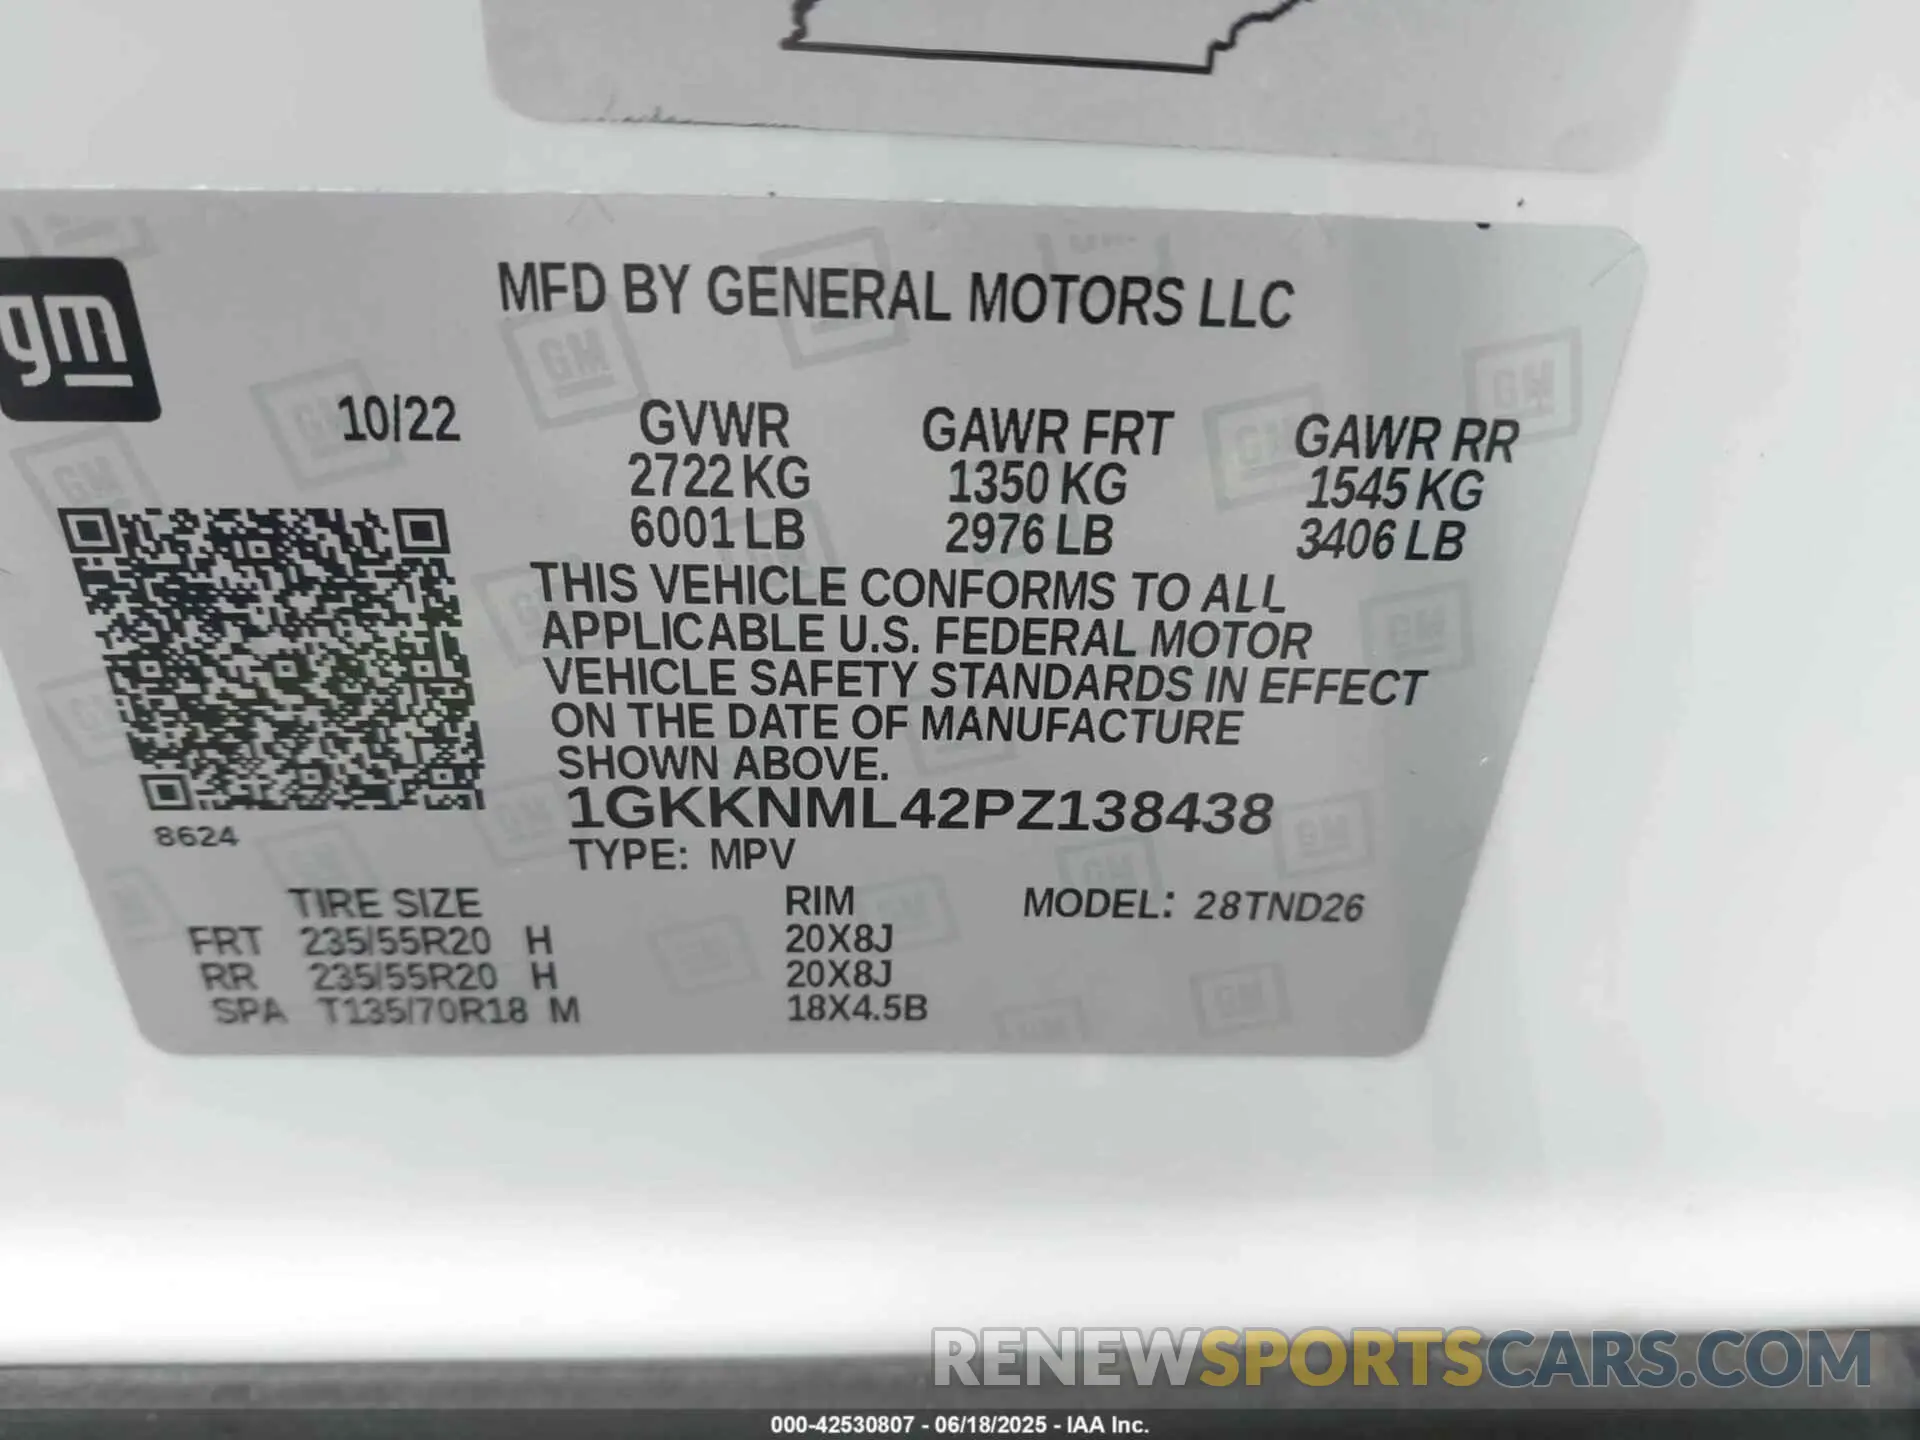 MFD BY GENERAL MOTORS LLC
gm
10/22
GVWR GAWR FRT GAWR RR
2722 KG 1350 KG 1545 KG
6001 LB 2976 LB 3406 LB
THIS VEHICLE CONFORMS TO ALL
APPLICABLE U.S. FEDERAL MOTOR
VEHICLE SAFETY STANDARDS IN EFFECT
ON THE DATE OF MANUFACTURE
SHOWN ABOVE.
1GKKNML42PZ138438
8624
TYPE: MPV
TIRE SIZE RIM MODEL: 28TND26
FRT 235/55R20 H 20X8J
RR 235/55R20 H 20X8J
SPA T135/70R18 M 18X4.5B
RENEWSPORTSCARS.COM
000-42530807 - 06/18/2025 - IAA Inc.